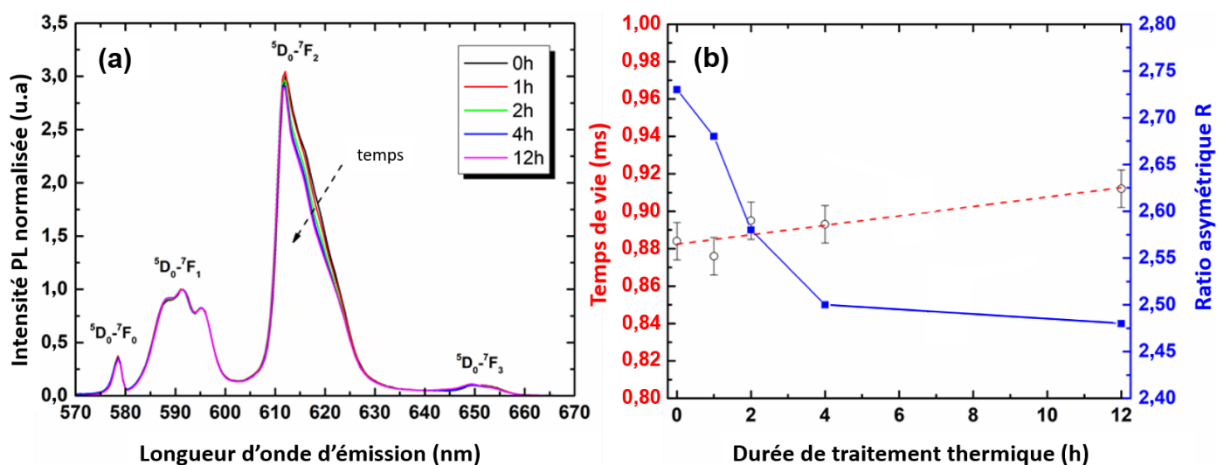 (a)
⁵D₀-⁷F₂
0h
1h
2h
4h
12h
temps
⁵D₀-⁷F₁
⁵D₀-⁷F₀
⁵D₀-⁷F₃
Intensité PL normalisée (u.a)
3,5
3,0
2,5
2,0
1,5
1,0
0,5
0,0
570 580 590 600 610 620 630 640 650 660 670
Longueur d’onde d’émission (nm)
(b)
Temps de vie (ms)
1,00
0,98
0,96
0,94
0,92
0,90
0,88
0,86
0,84
0,82
0,80
0 2 4 6 8 10 12
Durée de traitement thermique (h)
2,80
2,75
2,70
2,65
2,60
2,55
2,50
2,45
2,40
Ratio asymétrique R